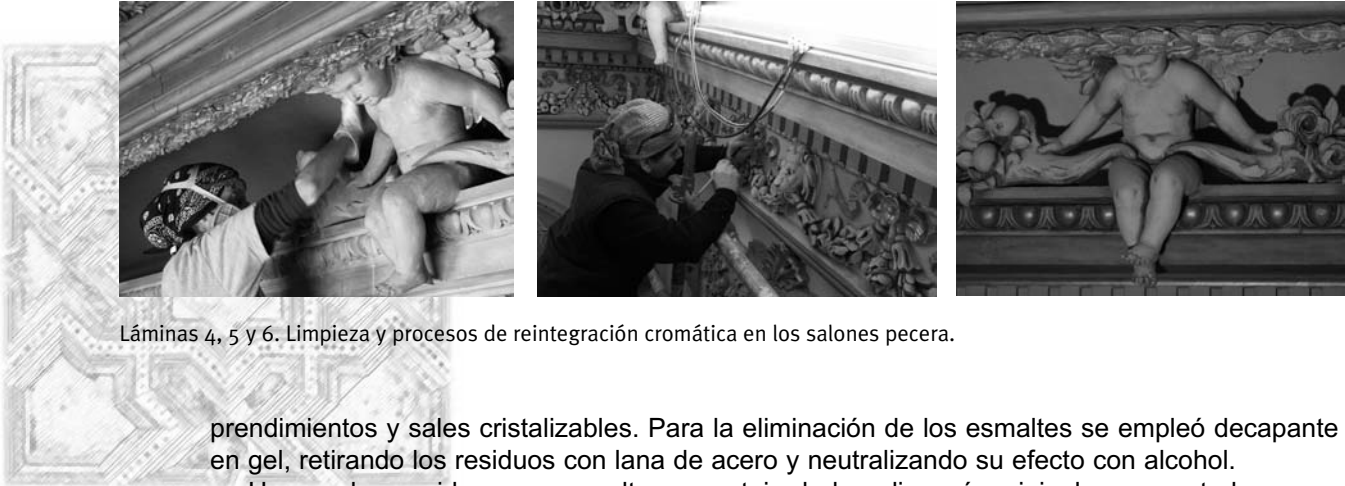 Láminas 4, 5 y 6. Limpieza y procesos de reintegración cromática en los salones pecera.
prendimientos y sales cristalizables. Para la eliminación de los esmaltes se empleó decapante
en gel, retirando los residuos con lana de acero y neutralizando su efecto con alcohol.